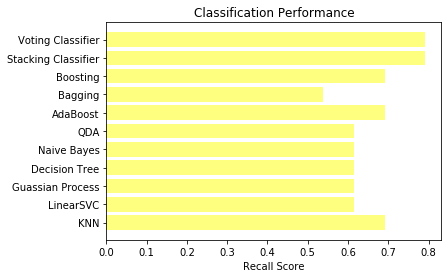 Classification Performance
Voting Classifier
Stacking Classifier
Boosting
Bagging
AdaBoost
QDA
Naive Bayes
Decision Tree
Guassian Process
LinearSVC
KNN
0.0 0.1 0.2 0.3 0.4 0.5 0.6 0.7 0.8
Recall Score